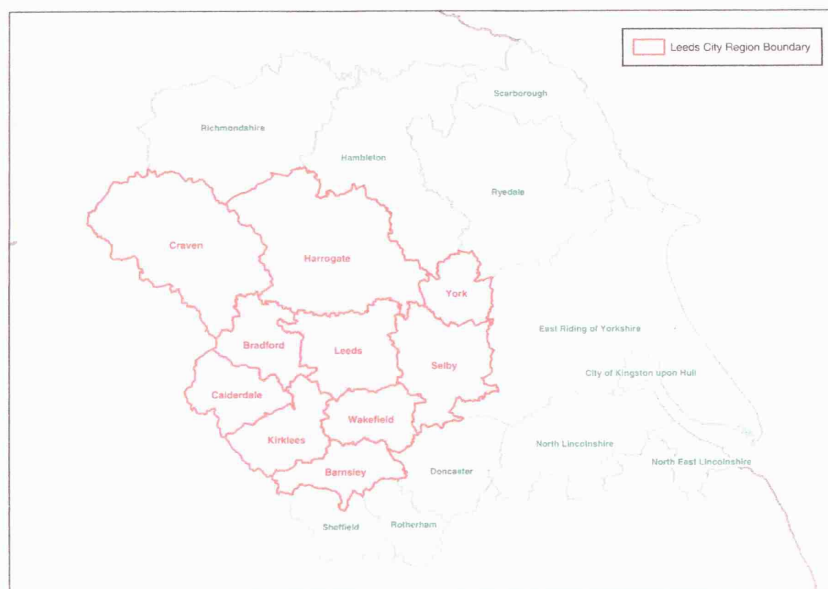 Leeds City Region Boundary
Scarborough
Richmondshire
Hambleton
Ryedale
Craven
Harrogate
York
East Riding of Yorkshire
Bradford
Leeds
Selby
City of Kingston upon Hull
Calderdale
Wakefield
Kirklees
North Lincolnshire
North East Lincolnshire
Barnsley
Doncaster
Sheffield
Rotherham